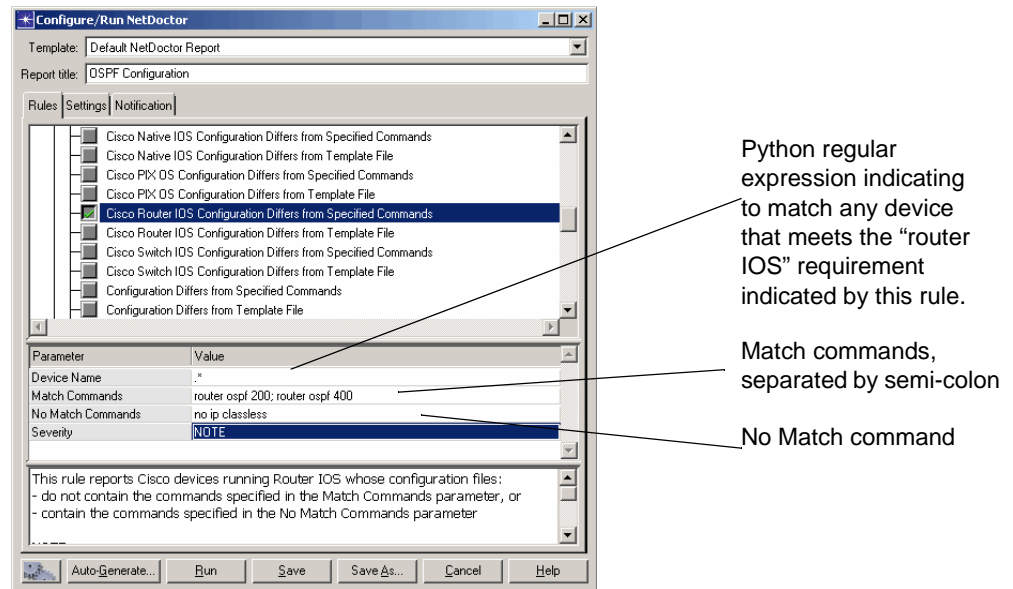 Configure/Run NetDoctor
Template: Default NetDoctor Report
Report title: OSPF Configuration
Rules Settings Notification
Cisco Native IOS Configuration Differs from Specified Commands
Cisco Native IOS Configuration Differs from Template File
Cisco PIX OS Configuration Differs from Specified Commands
Cisco PIX OS Configuration Differs from Template File
Cisco Router IOS Configuration Differs from Specified Commands
Cisco Router IOS Configuration Differs from Template File
Cisco Switch IOS Configuration Differs from Specified Commands
Cisco Switch IOS Configuration Differs from Template File
Configuration Differs from Specified Commands
Configuration Differs from Template File
Parameter Value
Device Name .*
Match Commands router ospf 200; router ospf 400
No Match Commands no ip classless
Severity NOTE
This rule reports Cisco devices running Router IOS whose configuration files:
- do not contain the commands specified in the Match Commands parameter, or
- contain the commands specified in the No Match Commands parameter
Auto-Generate... Run Save Save As... Cancel Help
Python regular
expression indicating
to match any device
that meets the “router
IOS” requirement
indicated by this rule.
Match commands,
separated by semi-colon
No Match command